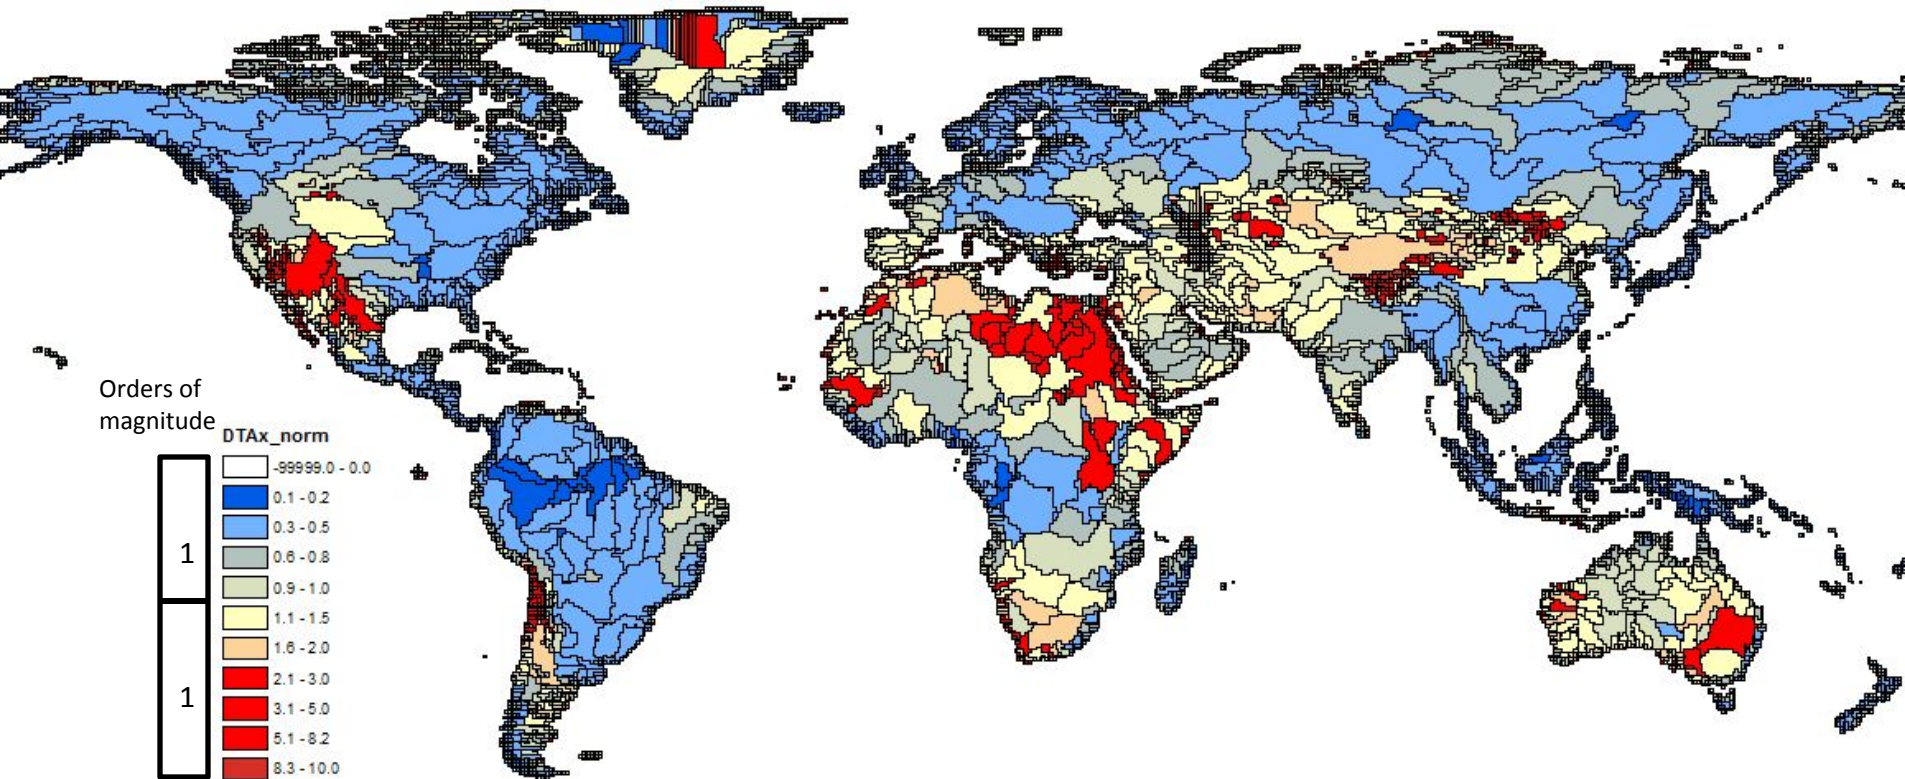 Orders of
magnitude
DTAx_norm
-99999.0 - 0.0
0.1 - 0.2
0.3 - 0.5
0.6 - 0.8
0.9 - 1.0
1.1 - 1.5
1.6 - 2.0
2.1 - 3.0
3.1 - 5.0
5.1 - 8.2
8.3 - 10.0
1
1